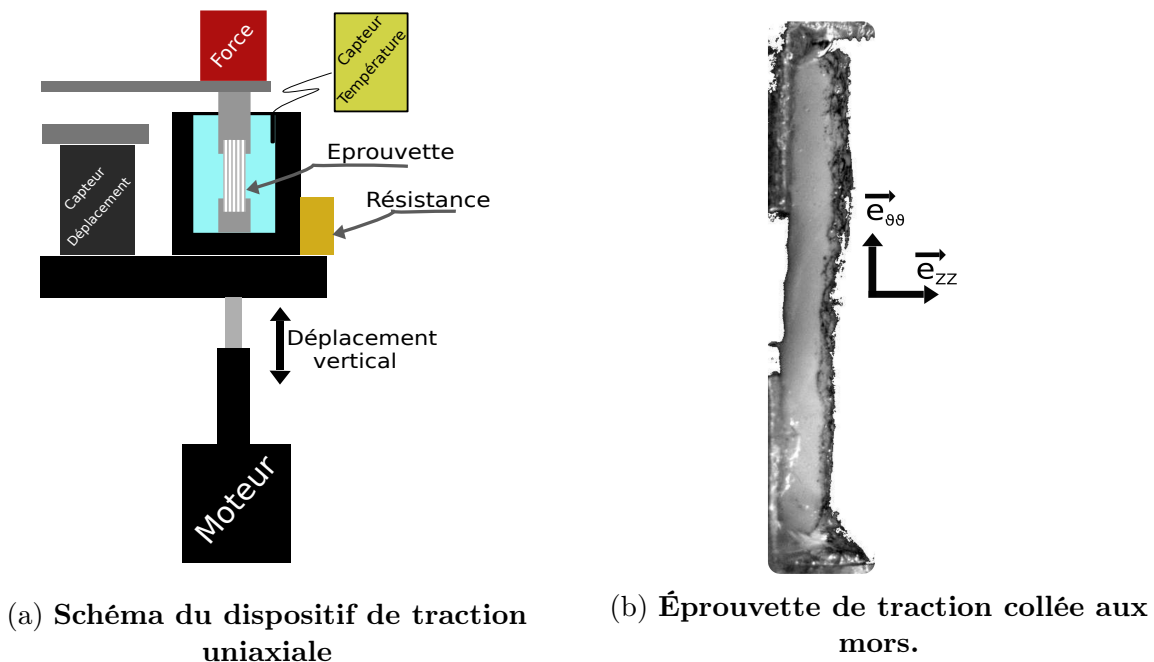 Force
Capteur
Température
Eprouvette
Résistance
Capteur
Déplacement
Déplacement
vertical
Moteur
(a) Schéma du dispositif de traction
uniaxiale
e_ϑϑ
e_ZZ
(b) Éprouvette de traction collée aux
mors.